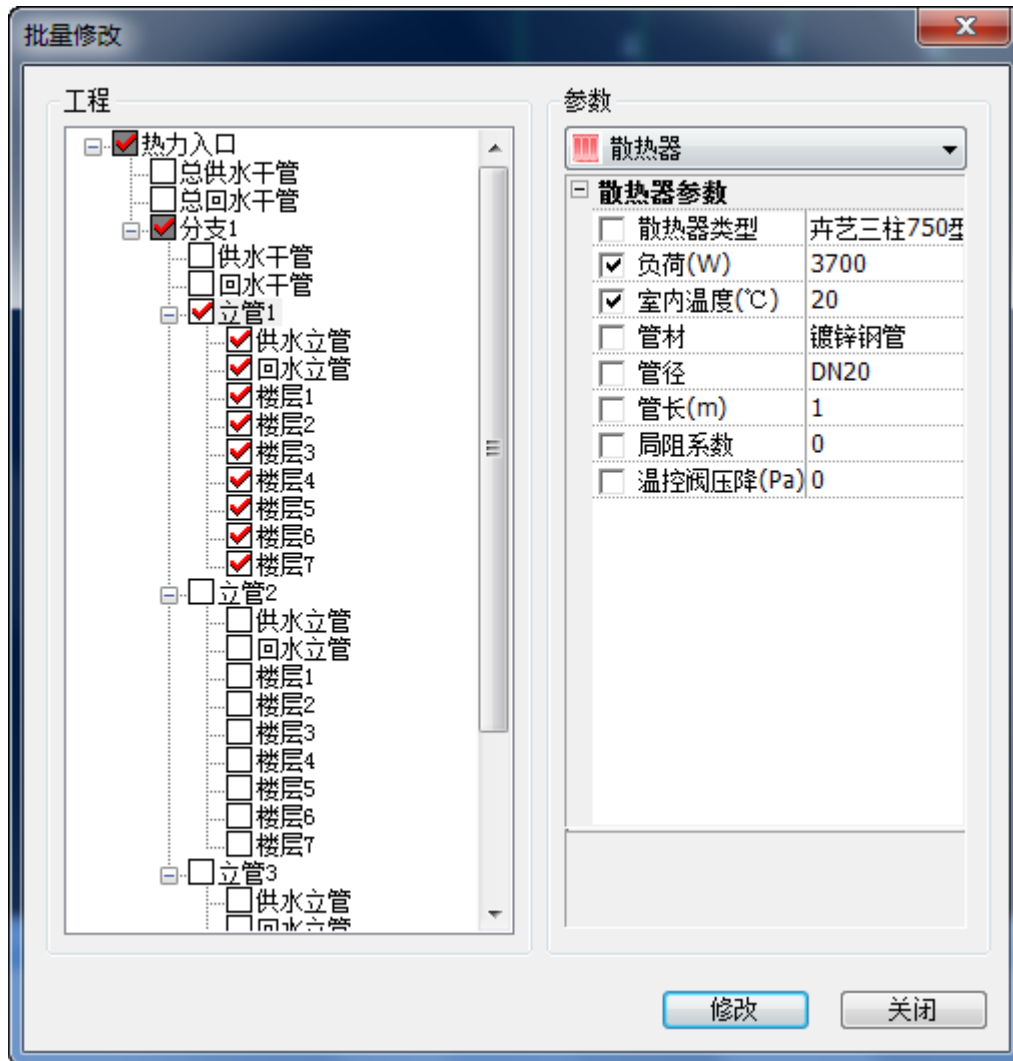 批量修改
工程
热力入口
总供水干管
总回水干管
分支1
供水干管
回水干管
立管1
供水立管
回水立管
楼层1
楼层2
楼层3
楼层4
楼层5
楼层6
楼层7
立管2
供水立管
回水立管
楼层1
楼层2
楼层3
楼层4
楼层5
楼层6
楼层7
立管3
供水立管
回水立管
参数
散热器
散热器参数
散热器类型 卉艺三柱750型
负荷(W) 3700
室内温度(℃) 20
管材 镀锌钢管
管径 DN20
管长(m) 1
局阻系数 0
温控阀压降(Pa) 0
修改 关闭